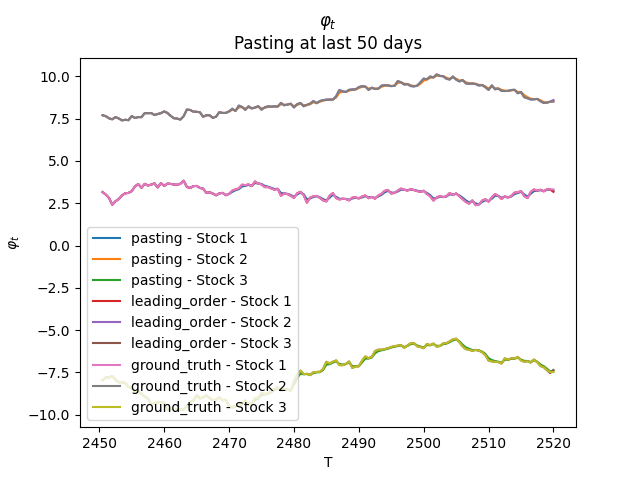 φt
Pasting at last 50 days
φt
10.0
7.5
5.0
2.5
0.0
−2.5
−5.0
−7.5
−10.0
pasting - Stock 1
pasting - Stock 2
pasting - Stock 3
leading_order - Stock 1
leading_order - Stock 2
leading_order - Stock 3
ground_truth - Stock 1
ground_truth - Stock 2
ground_truth - Stock 3
2450 2460 2470 2480 2490 2500 2510 2520
T